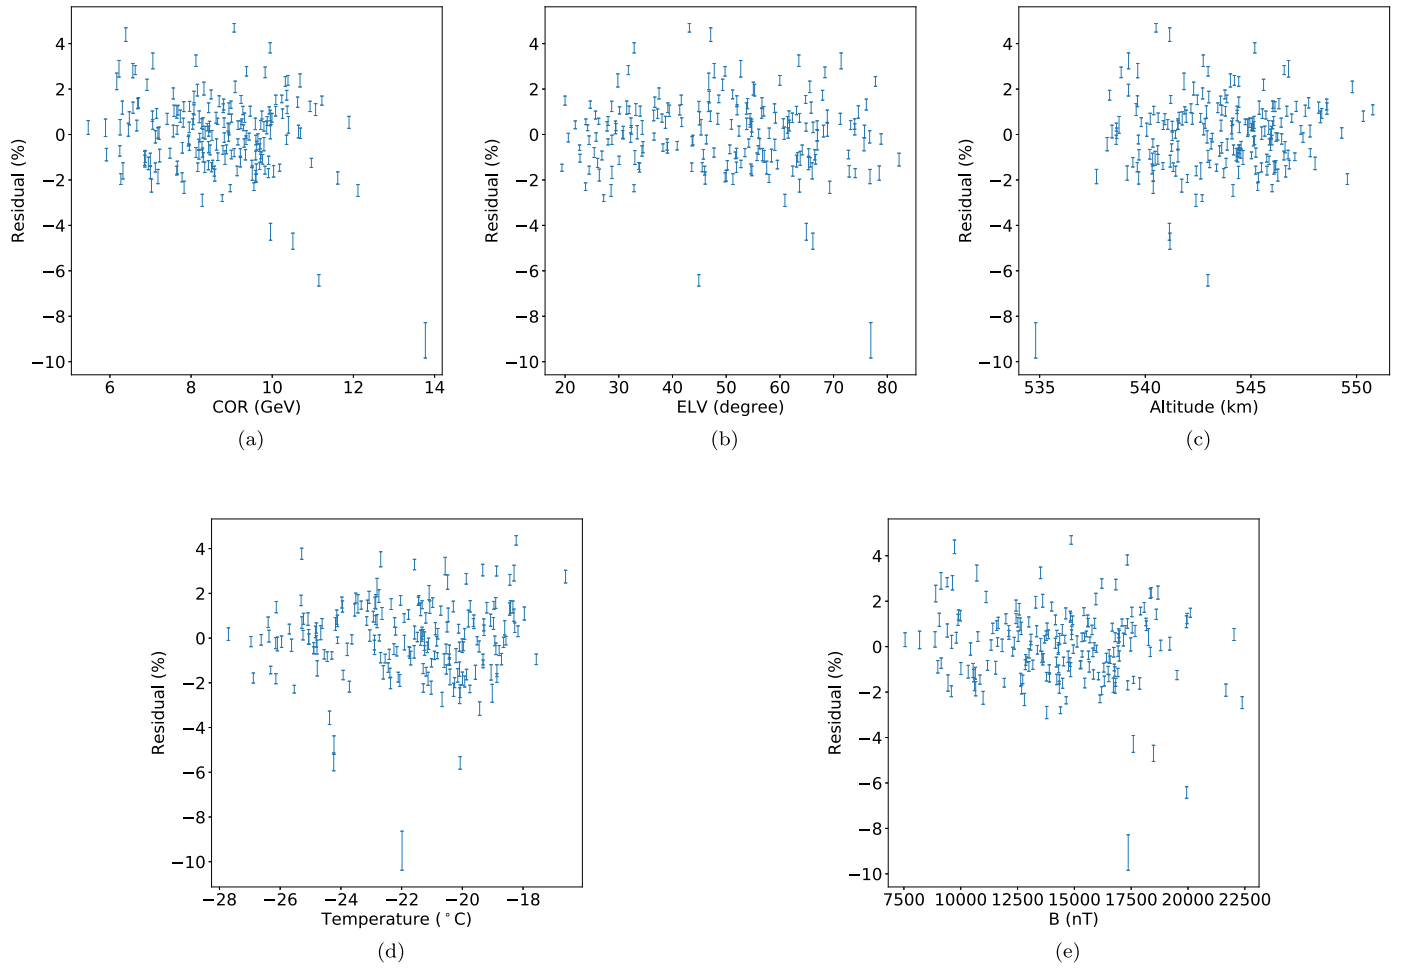 4
2
0
−2
−4
−6
−8
−10
Residual (%)
6 8 10 12 14
COR (GeV)
(a)
4
2
0
−2
−4
−6
−8
−10
Residual (%)
20 30 40 50 60 70 80
ELV (degree)
(b)
4
2
0
−2
−4
−6
−8
−10
Residual (%)
535 540 545 550
Altitude (km)
(c)
4
2
0
−2
−4
−6
−8
−10
Residual (%)
−28 −26 −24 −22 −20 −18
Temperature (°C)
(d)
4
2
0
−2
−4
−6
−8
−10
Residual (%)
7500 10000 12500 15000 17500 20000 22500
B (nT)
(e)